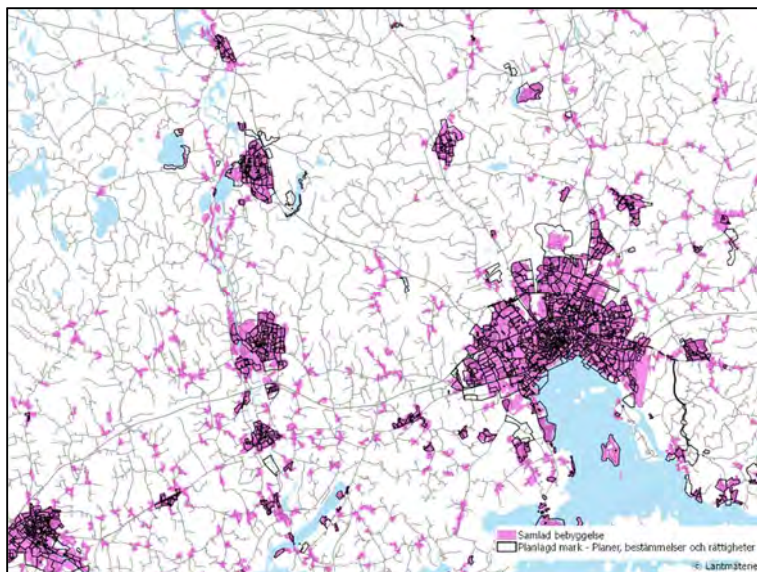 Samlad bebyggelse
Planlagd mark - Planer, bestämmelser och rättigheter
© Lantmäteriet